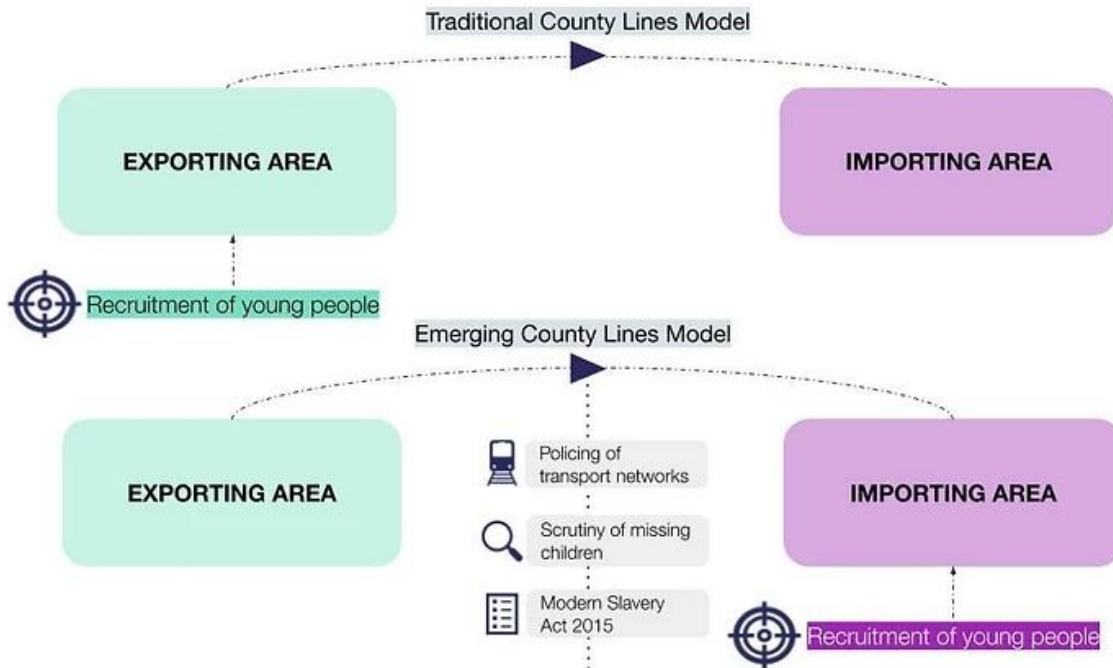 Traditional County Lines Model
EXPORTING AREA
IMPORTING AREA
Recruitment of young people
Emerging County Lines Model
EXPORTING AREA
Policing of
transport networks
Scrutiny of missing
children
Modern Slavery
Act 2015
IMPORTING AREA
Recruitment of young people